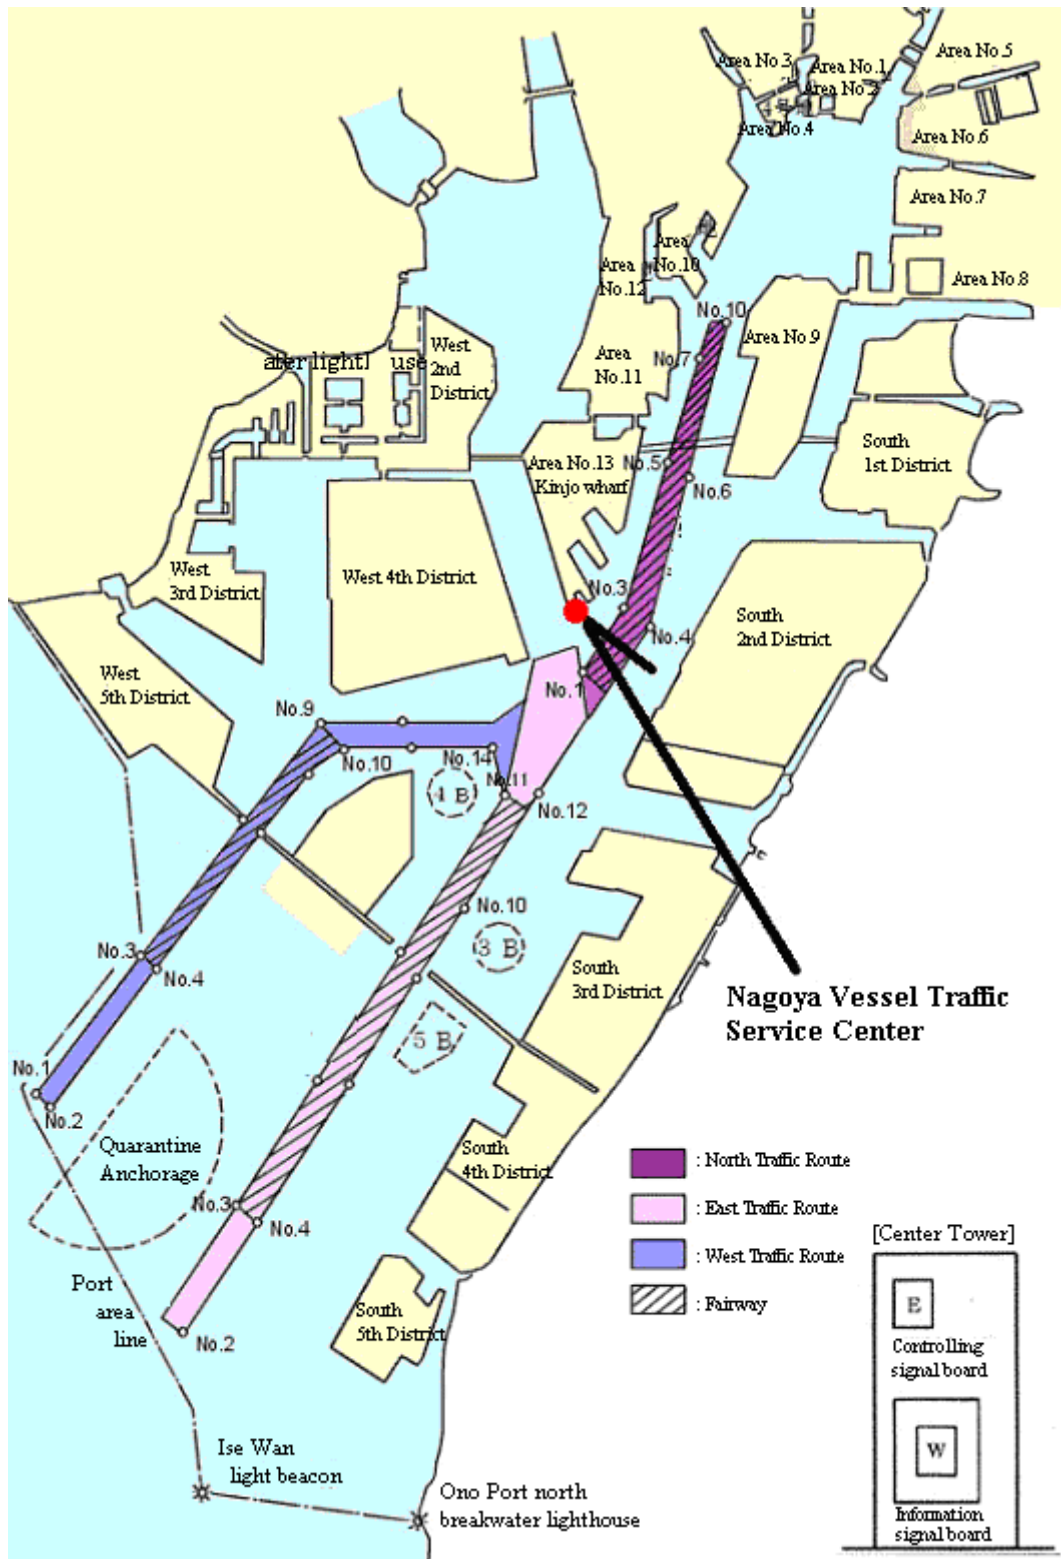 Area No.3
Area No.1
Area No.2
Area No.5
Area No.4
Area No.6
Area No.7
Area
No.10
Area
No.12
Area No.8
No.10
Area No.9
West
2nd
District
Area
No.11
No.7
use
South
1st District
Area No.13
Kinjo wharf
No.5
No.6
West
3rd District
West 4th District
No.3
South
2nd District
No.4
West
5th District
No.1
No.9
No.10
No.14
No.11
4 B
No.12
No.10
3 B
No.3
No.4
South
3rd District
Nagoya Vessel Traffic
Service Center
5 B
No.1
No.2
Quarantine
Anchorage
South
4th District
No.3
No.4
: North Traffic Route
: East Traffic Route
: West Traffic Route
: Fairway
[Center Tower]
E
Controlling
signal board
W
Information
signal board
Port
area
line
No.2
South
5th District
Ise Wan
light beacon
Ono Port north
breakwater lighthouse